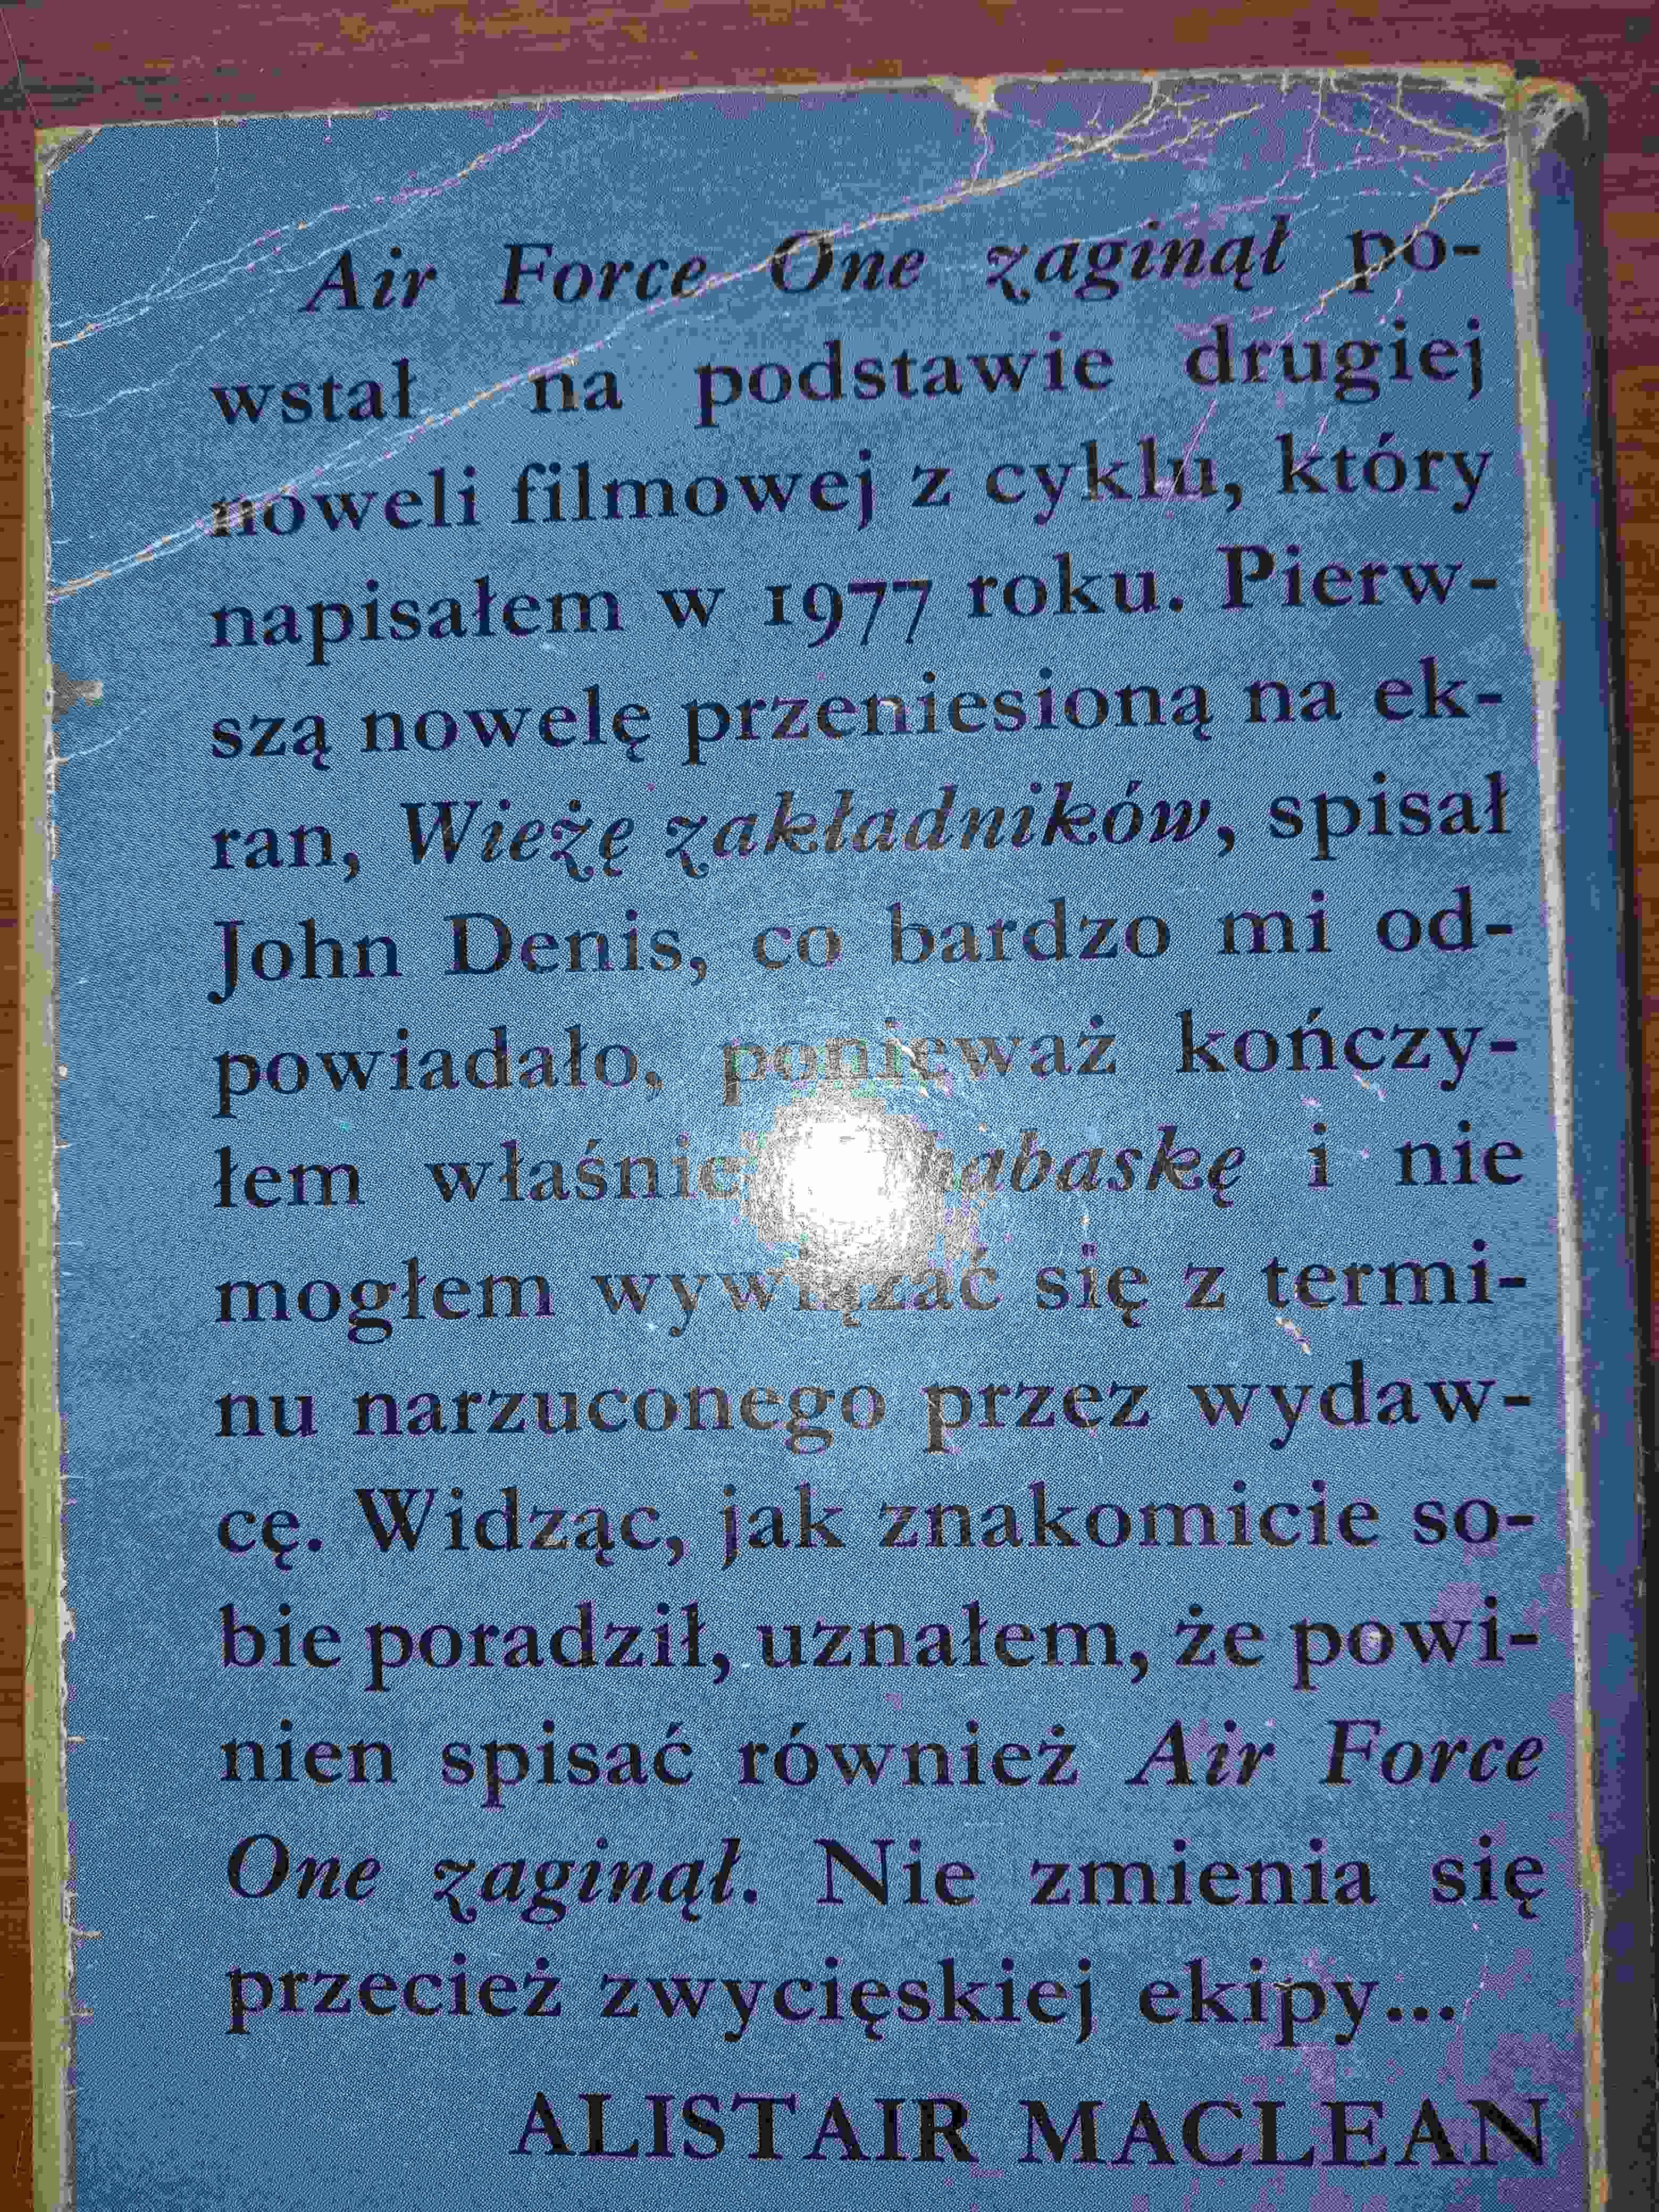 Air Force One zaginął po-
wstał na podstawie drugiej
noweli filmowej z cyklu, który
napisałem w 1977 roku. Pierw-
szą nowelę przeniesioną na ek-
ran, Wieżę zakładników, spisał
John Denis, co bardzo mi od-
powiadało, ponieważ kończy-
łem właśnie i nie
mogłem wywiązać się z termi-
nu narzuconego przez wydaw-
cę. Widząc, jak znakomicie so-
bie poradził, uznałem, że powi-
nien spisać również Air Force
One zaginął. Nie zmienia się
przecież zwycięskiej ekipy...
ALISTAIR MACLEAN